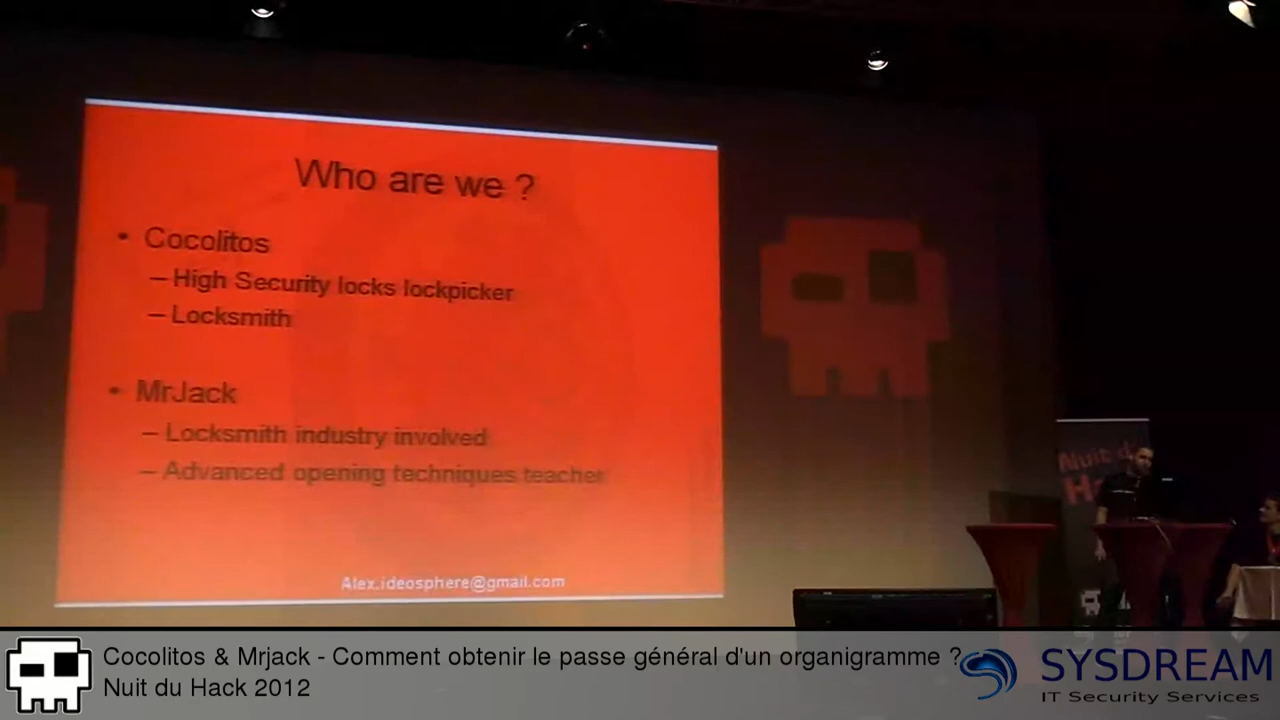 Who are we ?
• Cocolitos
– High Security locks lockpicker
– Locksmith
• MrJack
– Locksmith industry involved
– Advanced opening techniques teacher
Alex.ideosphere@gmail.com
Nuit du
Cocolitos & Mrjack - Comment obtenir le passe général d'un organigramme ?
Nuit du Hack 2012
SYSDREAM
IT Security Services